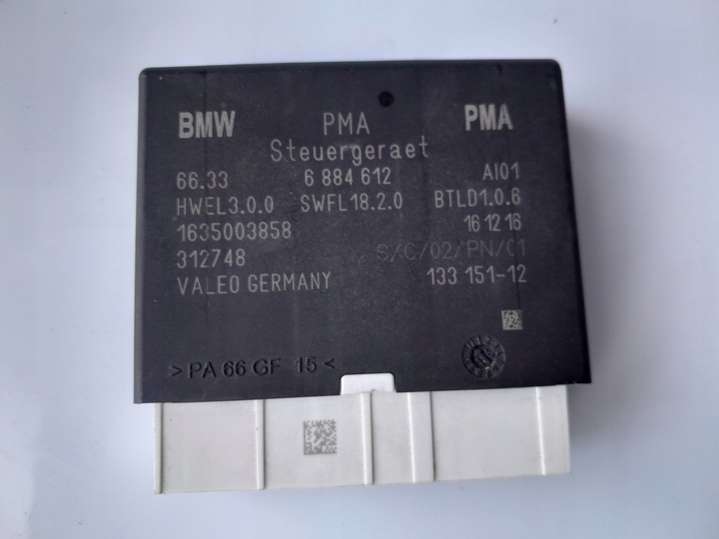 BMW PMA PMA
Steuergeraet
66.33 6 884 612 AI01
HWEL3.0.0 SWFL18.2.0 BTLD1.0.6
1635003858 16 12 16
312748 S/C/02/PN/01
VALEO GERMANY 133 151-12
>PA 66 GF 15<